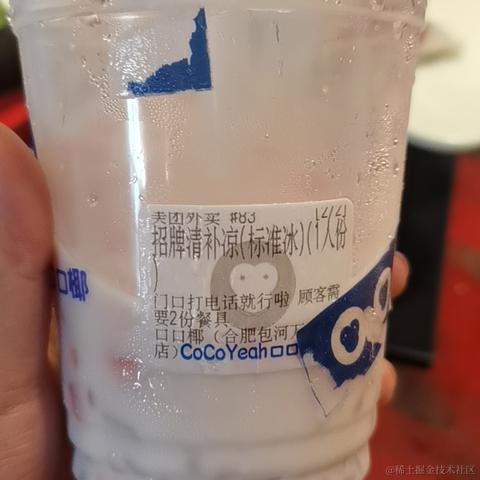 美团外卖 #83
招牌清补凉(标准冰)(1人份
)
门口打电话就行啦 顾客需
要2份餐具
口口椰（合肥包河万
店）CoCoYeah口口
口椰
@稀土掘金技术社区